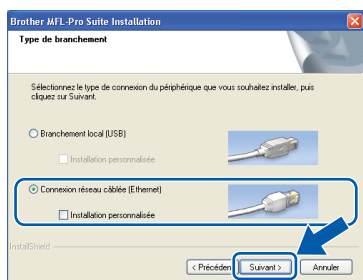 Brother MFL-Pro Suite Installation
Type de branchement
Sélectionnez le type de connexion du périphérique que vous souhaitez installer, puis
cliquez sur Suivant.
Branchement local (USB)
Installation personnalisée
Connexion réseau câblée (Ethernet)
Installation personnalisée
InstallShield
< Précéden
Suivant >
Annuler